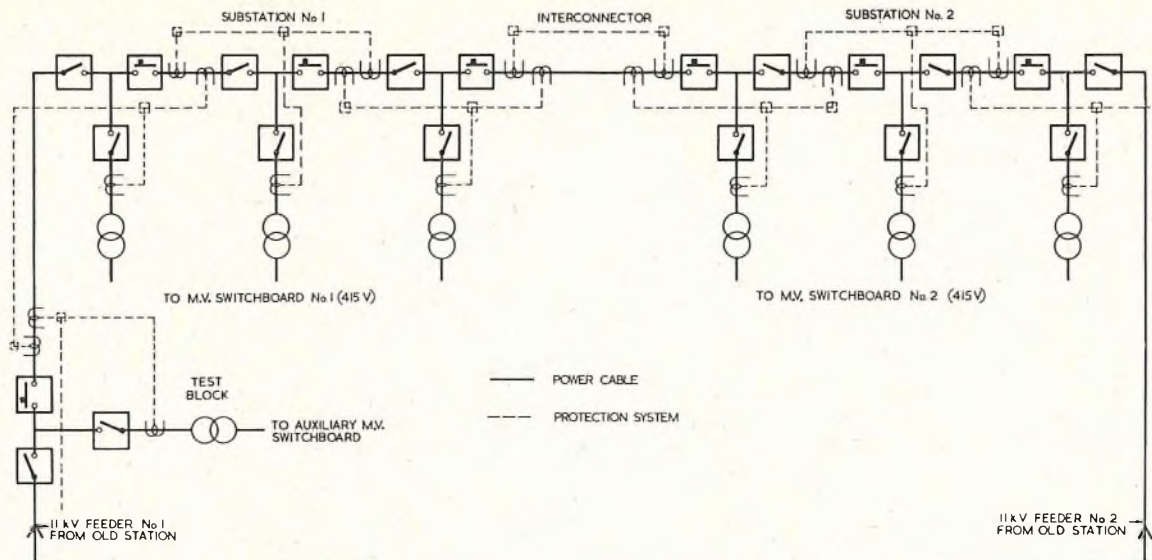 SUBSTATION No 1
INTERCONNECTOR
SUBSTATION No. 2
TO M.V. SWITCHBOARD No 1 (415 V)
TO M.V. SWITCHBOARD No. 2 (415V)
TEST
BLOCK
TO AUXILIARY M.V.
SWITCHBOARD
POWER CABLE
PROTECTION SYSTEM
11 kV FEEDER No 1
FROM OLD STATION
11 kV FEEDER No 2
FROM OLD STATION